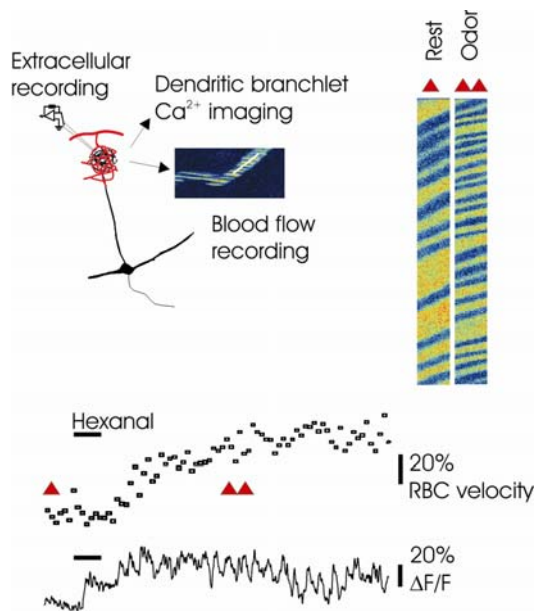 Extracellular
recording
Dendritic branchlet
Ca²⁺ imaging
Blood flow
recording
Rest
Odor
Hexanal
20%
RBC velocity
20%
ΔF/F